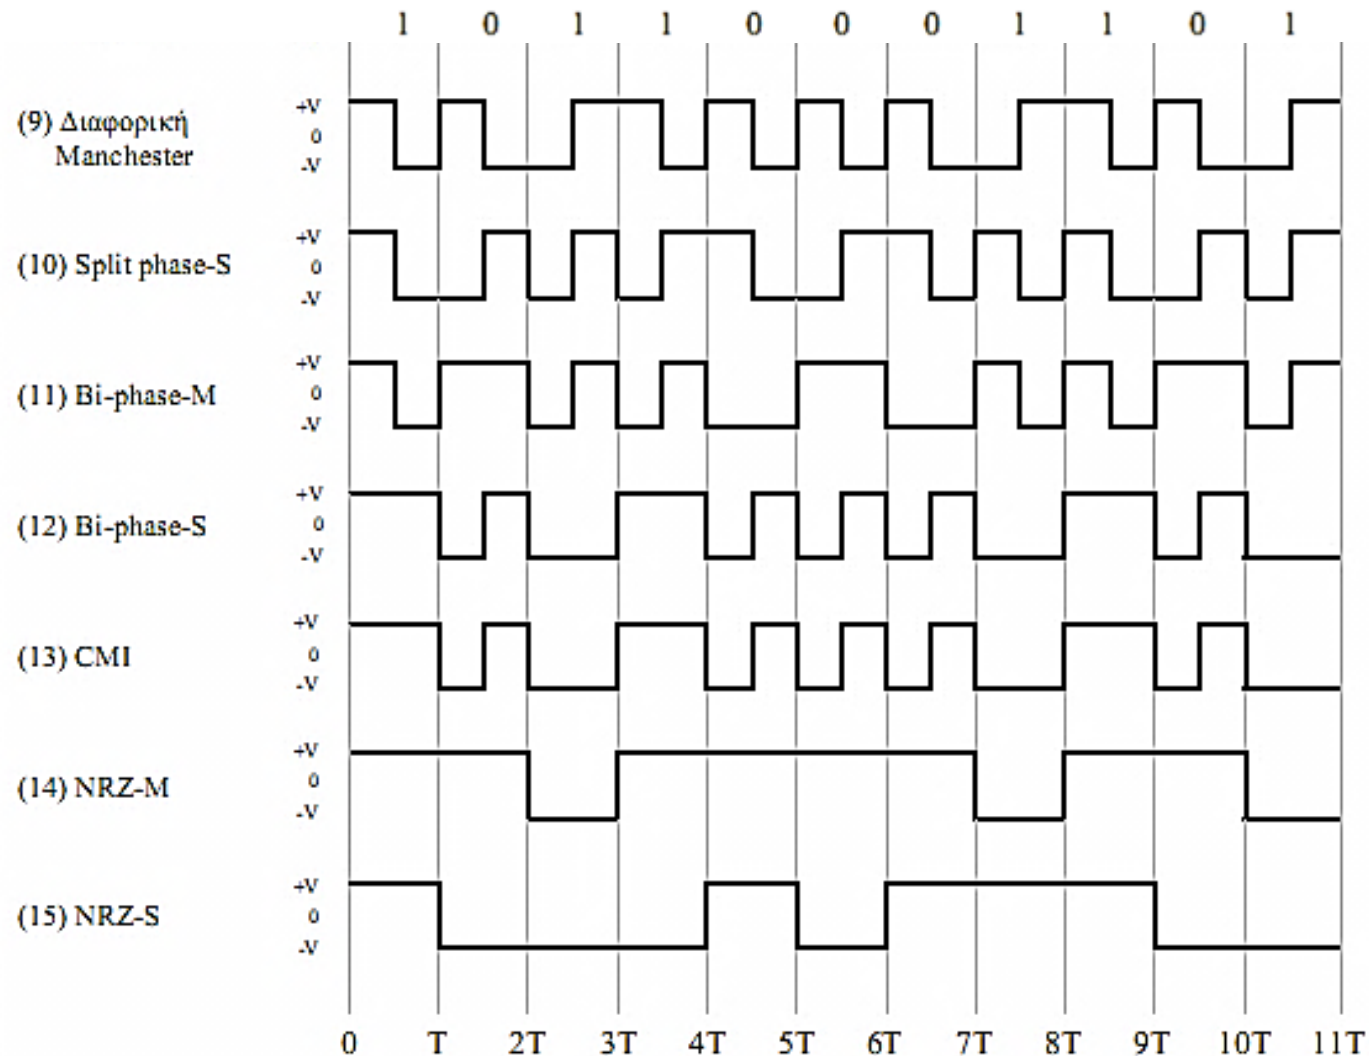 1 0 1 1 0 0 0 1 1 0 1
+V
(9) Διαφορική
0
Manchester
-V
+V
(10) Split phase-S
0
-V
+V
(11) Bi-phase-M
0
-V
+V
(12) Bi-phase-S
0
-V
+V
(13) CMI
0
-V
+V
(14) NRZ-M
0
-V
+V
(15) NRZ-S
0
-V
0 T 2T 3T 4T 5T 6T 7T 8T 9T 10T 11T